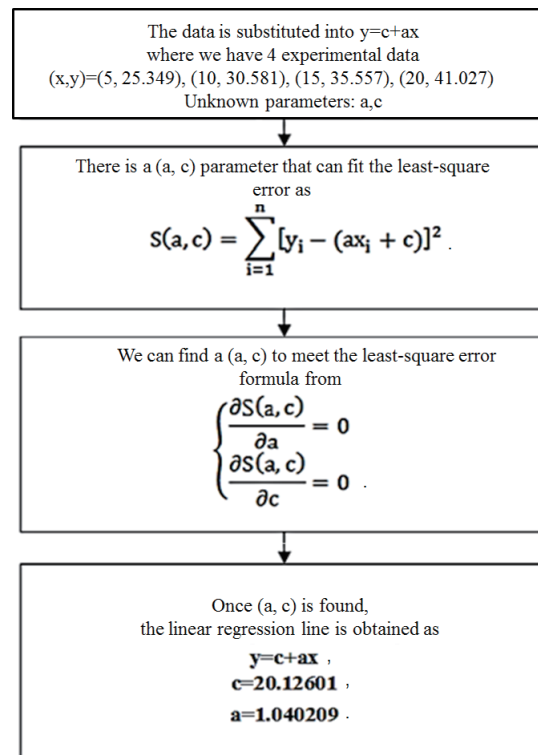 The data is substituted into y=c+ax
where we have 4 experimental data
(x,y)=(5, 25.349), (10, 30.581), (15, 35.557), (20, 41.027)
Unknown parameters: a,c
There is a (a, c) parameter that can fit the least-square
error as
S(a,c) = ∑_{i=1}^{n} [y_i − (ax_i + c)]² .
We can find a (a, c) to meet the least-square error
formula from
{ ∂S(a,c)/∂a = 0
∂S(a,c)/∂c = 0 .
Once (a, c) is found,
the linear regression line is obtained as
y=c+ax ,
c=20.12601 ,
a=1.040209 .